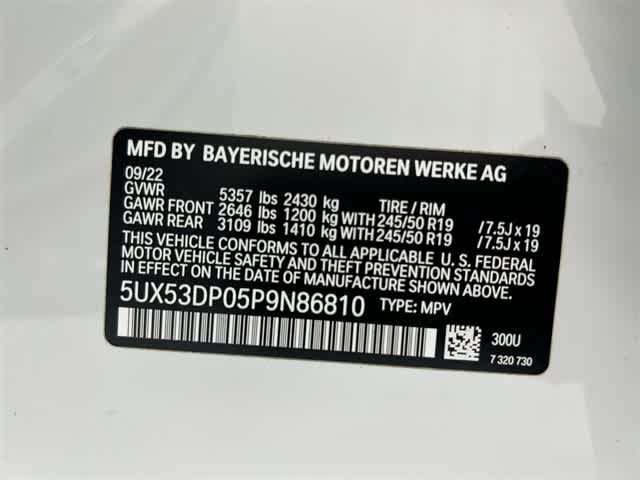 MFD BY BAYERISCHE MOTOREN WERKE AG
09/22
GVWR 5357 lbs 2430 kg TIRE / RIM
GAWR FRONT 2646 lbs 1200 kg WITH 245/50 R19 /7.5J x 19
GAWR REAR 3109 lbs 1410 kg WITH 245/50 R19 /7.5J x 19
THIS VEHICLE CONFORMS TO ALL APPLICABLE U. S. FEDERAL
MOTOR VEHICLE SAFETY AND THEFT PREVENTION STANDARDS
IN EFFECT ON THE DATE OF MANUFACTURE SHOWN ABOVE.
5UX53DP05P9N86810 TYPE: MPV
300U
7 320 730